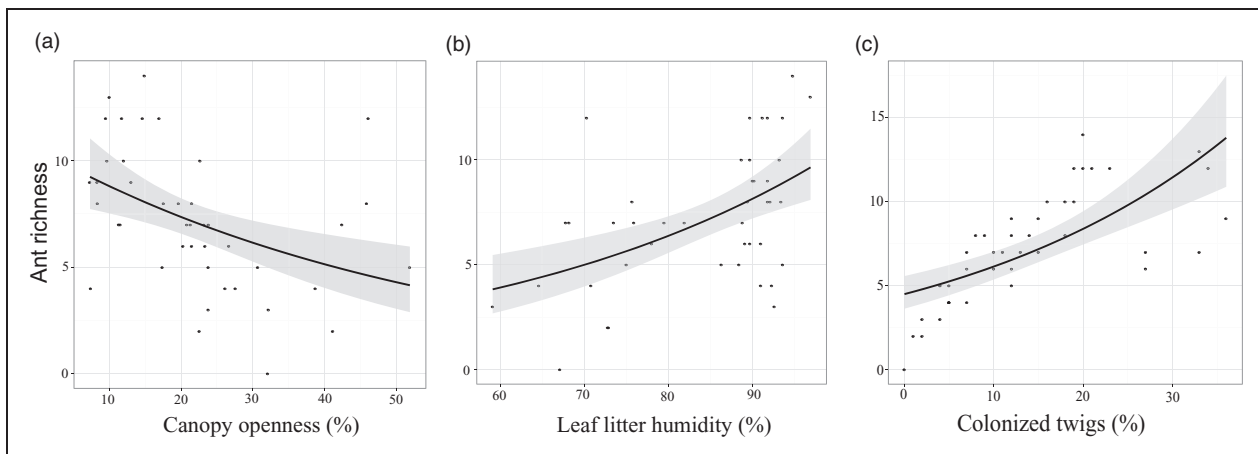 (a)
(b)
(c)
Ant richness
10
5
0
10 20 30 40 50
Canopy openness (%)
10
5
0
60 70 80 90
Leaf litter humidity (%)
15
10
5
0
0 10 20 30
Colonized twigs (%)